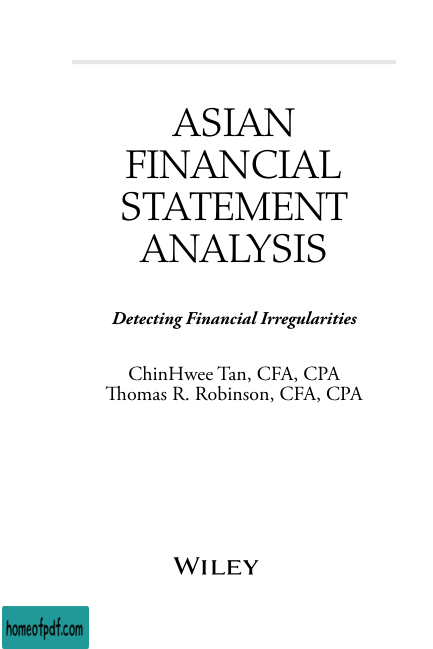 ASIAN
FINANCIAL
STATEMENT
ANALYSIS
Detecting Financial Irregularities
ChinHwee Tan, CFA, CPA
Thomas R. Robinson, CFA, CPA
WILEY
homeofpdf.com